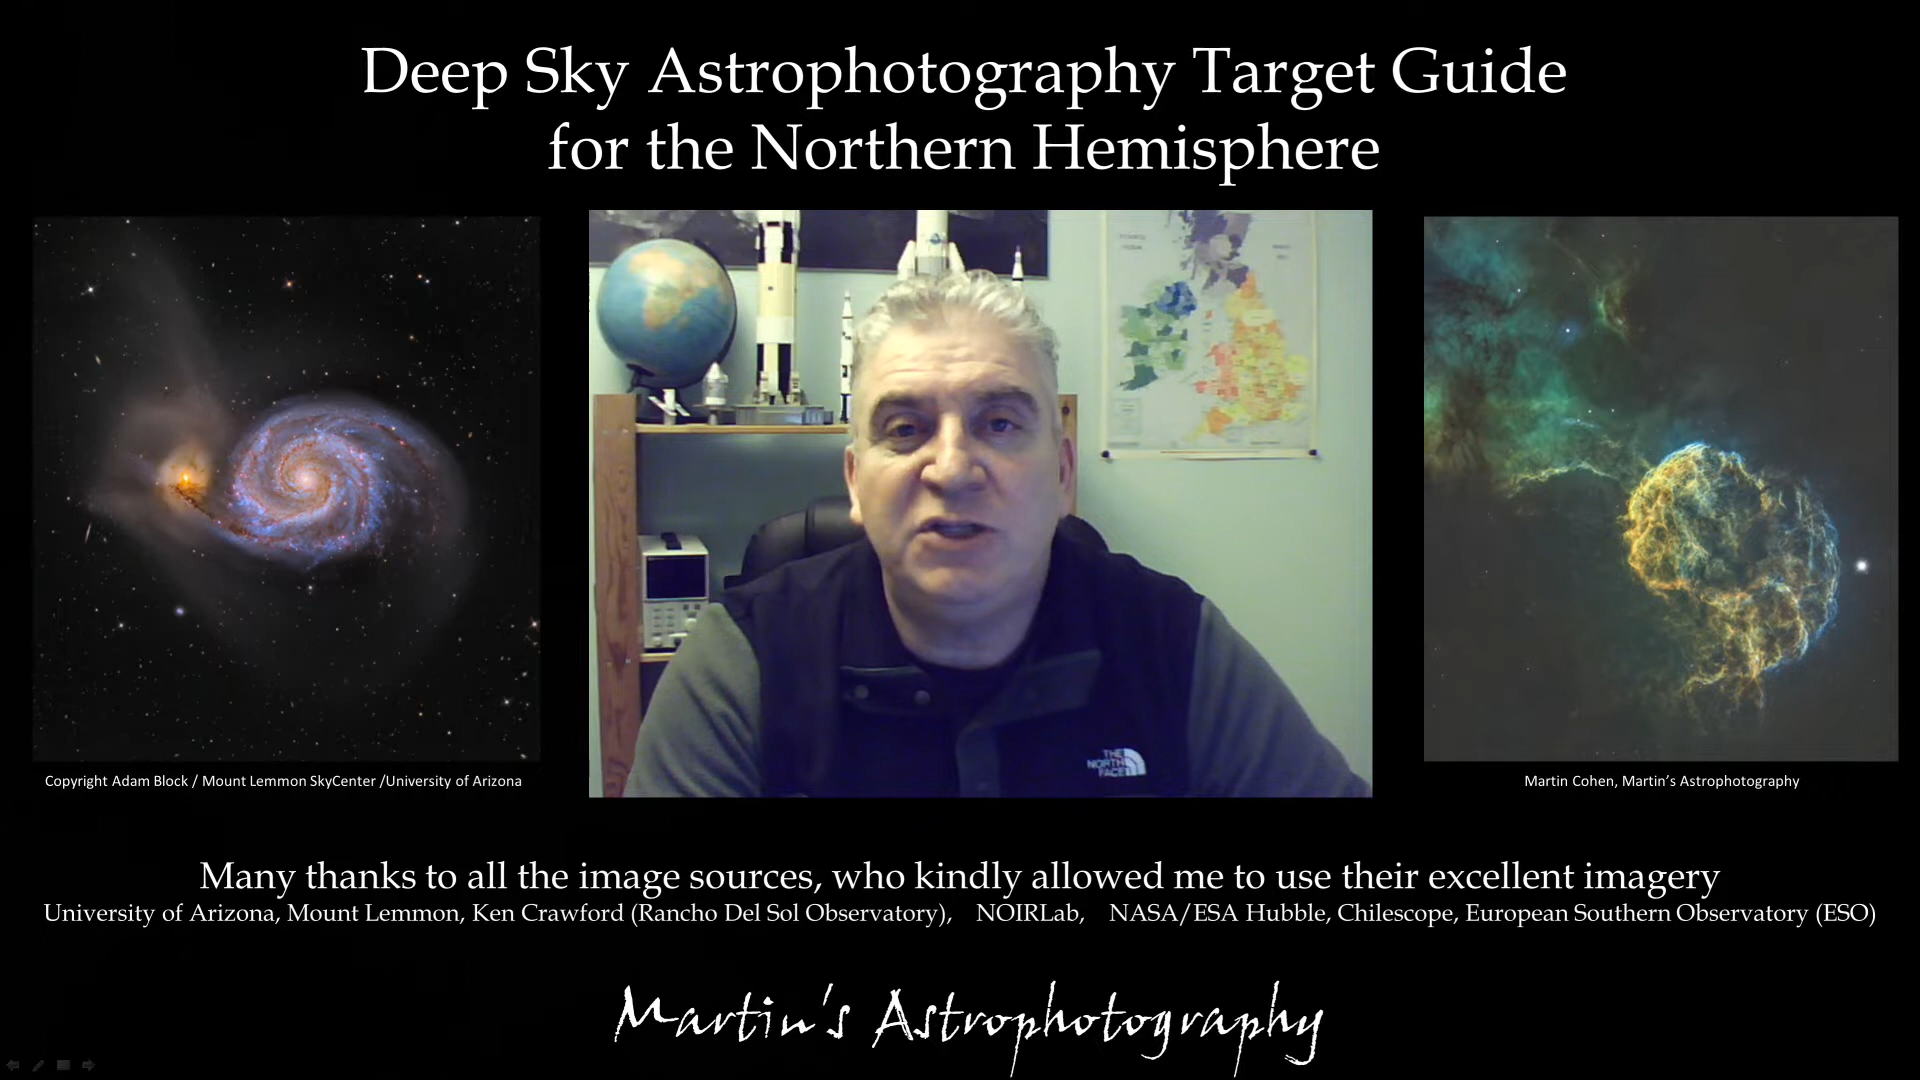 Deep Sky Astrophotography Target Guide
for the Northern Hemisphere
THE
NORTH
FACE
Copyright Adam Block / Mount Lemmon SkyCenter /University of Arizona
Martin Cohen, Martin’s Astrophotography
Many thanks to all the image sources, who kindly allowed me to use their excellent imagery
University of Arizona, Mount Lemmon, Ken Crawford (Rancho Del Sol Observatory), NOIRLab, NASA/ESA Hubble, Chilescope, European Southern Observatory (ESO)
Martin's Astrophotography